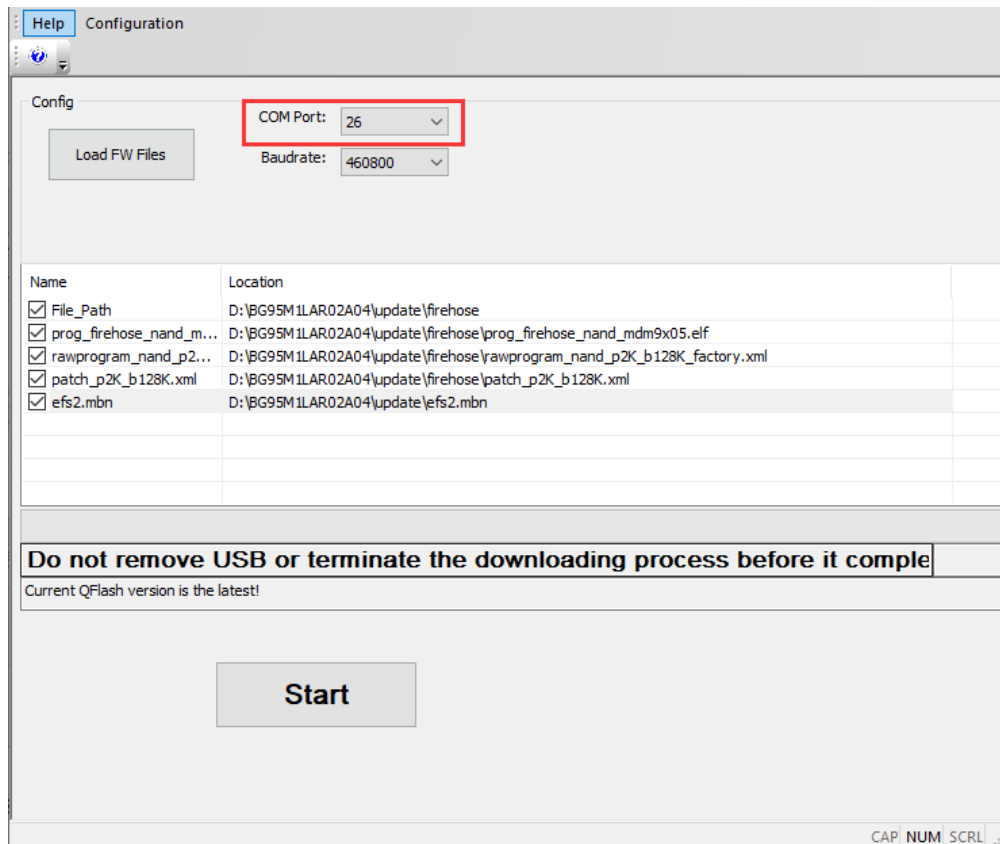 Help Configuration
Config
COM Port: 26
Load FW Files
Baudrate: 460800
Name Location
File_Path D:\BG95M1LAR02A04\update\firehose
prog_firehose_nand_m... D:\BG95M1LAR02A04\update\firehose\prog_firehose_nand_mdm9x05.elf
rawprogram_nand_p2... D:\BG95M1LAR02A04\update\firehose\rawprogram_nand_p2K_b128K_factory.xml
patch_p2K_b128K.xml D:\BG95M1LAR02A04\update\firehose\patch_p2K_b128K.xml
efs2.mbn D:\BG95M1LAR02A04\update\efs2.mbn
Do not remove USB or terminate the downloading process before it comple
Current QFlash version is the latest!
Start
CAP NUM SCRL